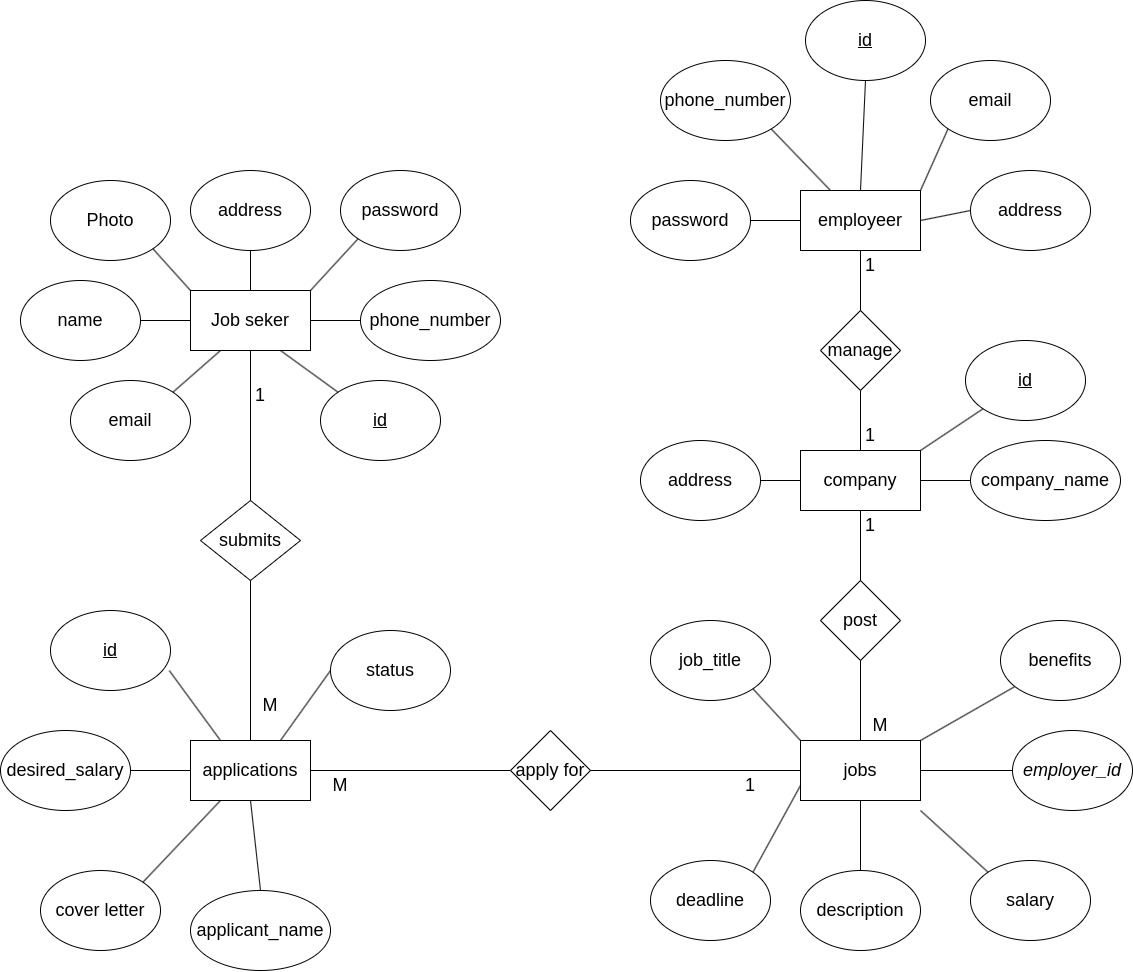 id
phone_number
email
password
employeer
address
1
manage
1
id
address
company
company_name
1
post
Photo
address
password
name
Job seker
phone_number
email
id
1
submits
M
id
status
desired_salary
applications
M
cover letter
applicant_name
apply for
1
job_title
M
benefits
jobs
employer_id
deadline
description
salary